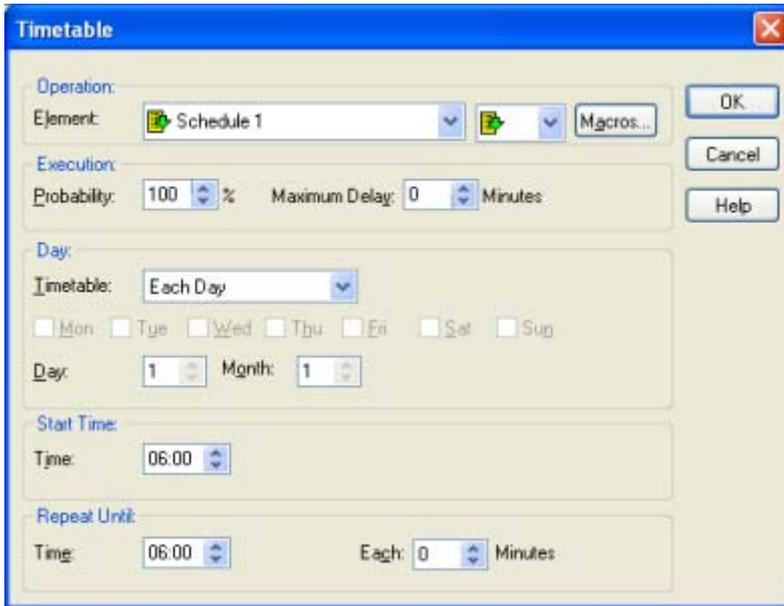 Timetable
Operation:
Element: Schedule 1 Macros...
OK
Cancel
Help
Execution:
Probability: 100 % Maximum Delay: 0 Minutes
Day:
Timetable: Each Day
Mon Tue Wed Thu Fri Sat Sun
Day: 1 Month: 1
Start Time:
Time: 06:00
Repeat Until:
Time: 06:00 Each: 0 Minutes